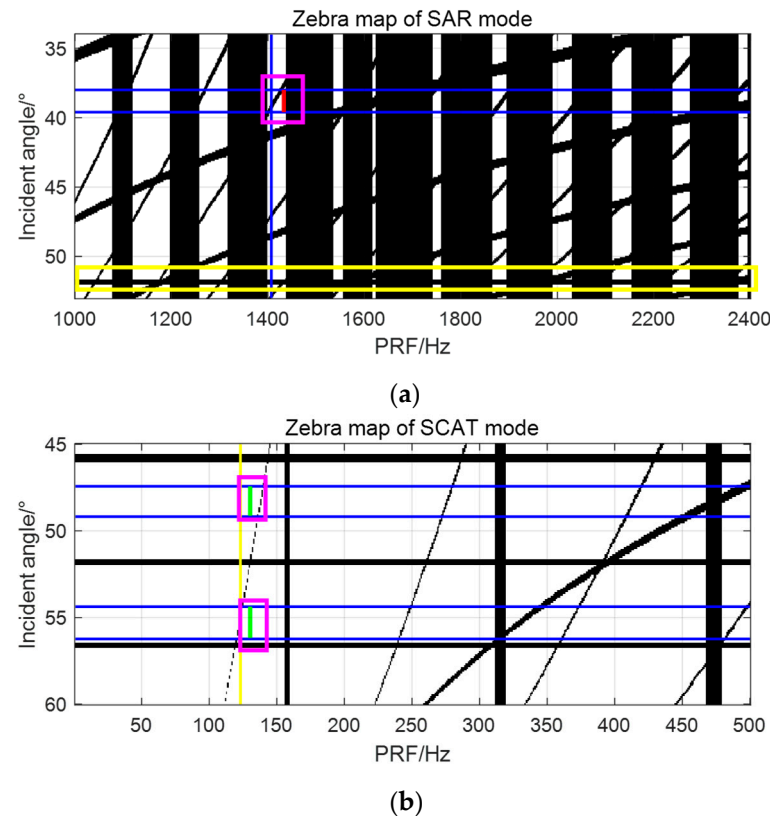 Zebra map of SAR mode
35
40
45
50
Incident angle/°
1000 1200 1400 1600 1800 2000 2200 2400
PRF/Hz
(a)
Zebra map of SCAT mode
45
50
55
60
Incident angle/°
50 100 150 200 250 300 350 400 450 500
PRF/Hz
(b)